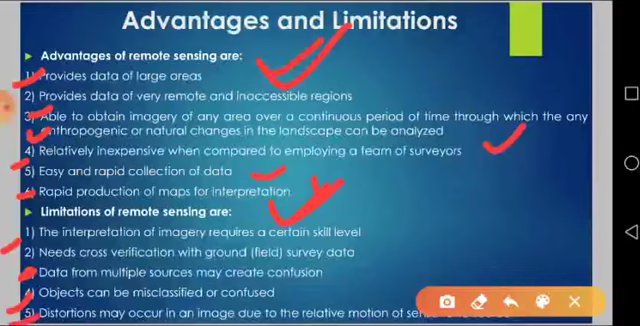 Advantages and Limitations
Advantages of remote sensing are:
1) Provides data of large areas
2) Provides data of very remote and inaccessible regions
3) Able to obtain imagery of any area over a continuous period of time through which the any
anthropogenic or natural changes in the landscape can be analyzed
4) Relatively inexpensive when compared to employing a team of surveyors
5) Easy and rapid collection of data
6) Rapid production of maps for interpretation
Limitations of remote sensing are:
1) The interpretation of imagery requires a certain skill level
2) Needs cross verification with ground (field) survey data
3) Data from multiple sources may create confusion
4) Objects can be misclassified or confused
5) Distortions may occur in an image due to the relative motion of